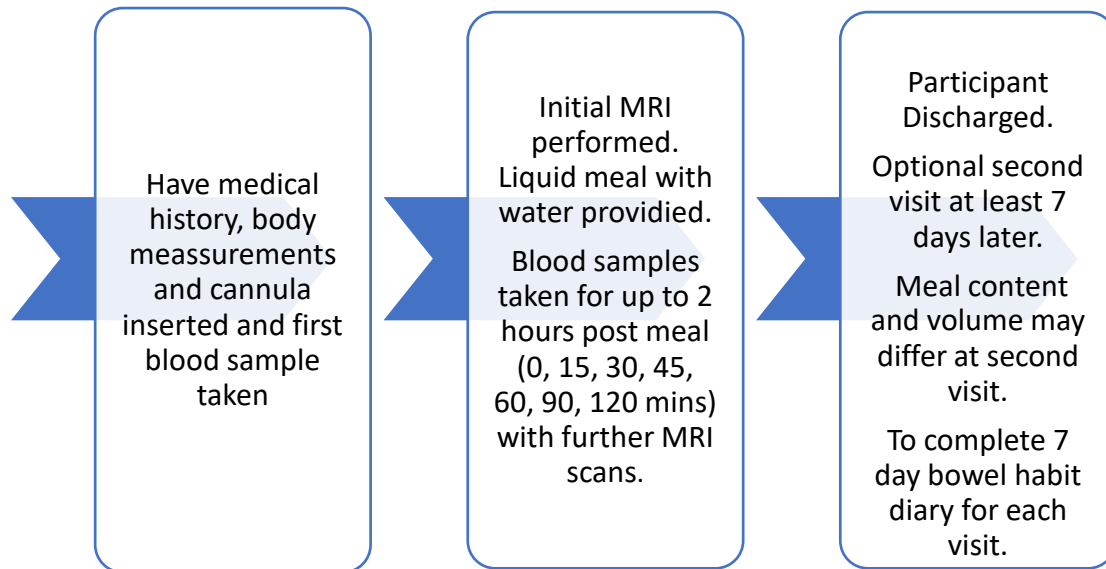 Have medical
history, body
meassurements
and cannula
inserted and first
blood sample
taken
Initial MRI
performed.
Liquid meal with
water providied.
Blood samples
taken for up to 2
hours post meal
(0, 15, 30, 45,
60, 90, 120 mins)
with further MRI
scans.
Participant
Discharged.
Optional second
visit at least 7
days later.
Meal content
and volume may
differ at second
visit.
To complete 7
day bowel habit
diary for each
visit.